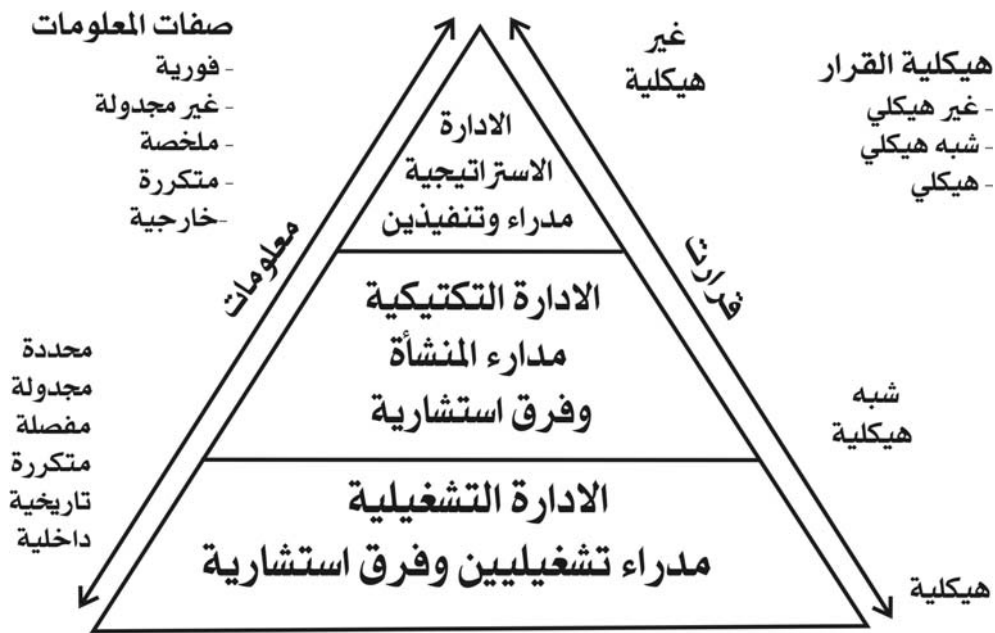 صفات المعلومات
- فورية
- غير مجدولة
- ملخصة
- متكررة
- خارجية
غير
هيكلية
هيكلية القرار
- غير هيكلي
- شبه هيكلي
- هيكلي
الادارة
الاستراتيجية
مدراء وتنفيذين
معلومات
قرارت
الادارة التكتيكية
مدارء المنشأة
وفرق استشارية
محددة
مجدولة
مفصلة
متكررة
تاريخية
داخلية
شبه
هيكلية
الادارة التشغيلية
مدراء تشغيليين وفرق استشارية
هيكلية